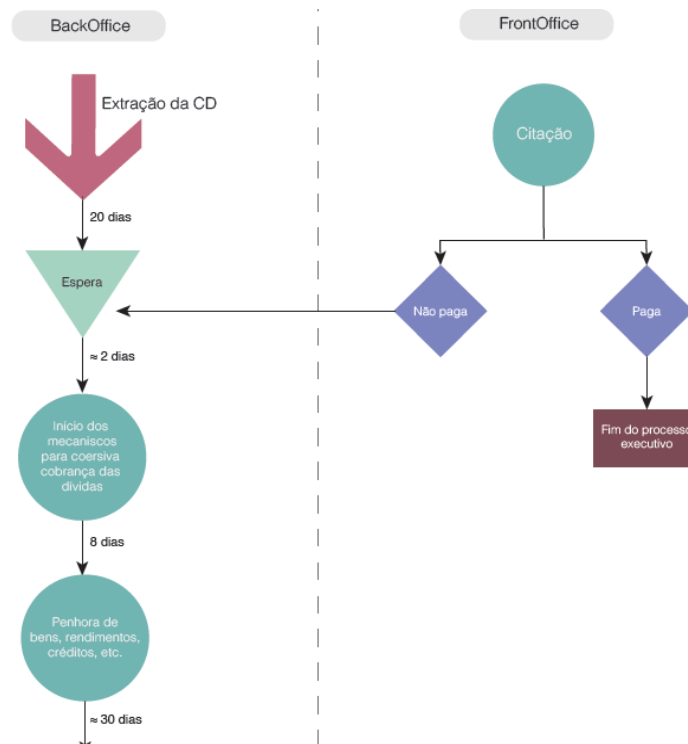 BackOffice
FrontOffice
Extração da CD
Citação
20 dias
Espera
Não paga
Paga
≈ 2 dias
Inicio dos
mecaniscos
para coersiva
cobrança das
dívidas
Fim do processo
executivo
8 dias
Penhora de
bens, rendimentos,
créditos, etc.
≈ 30 dias